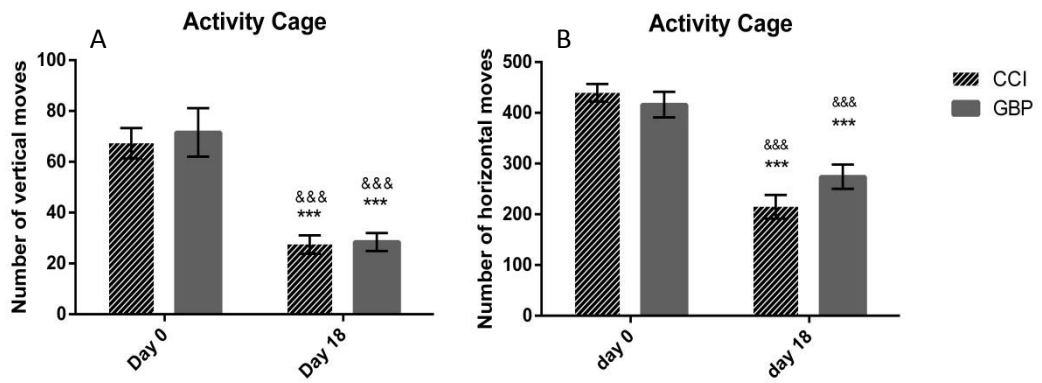 Activity Cage
A
Number of vertical moves
100
80
60
40
20
0
&&&
***
&&&
***
Day 0
Day 18
Activity Cage
B
Number of horizontal moves
500
400
300
200
100
0
&&&
***
&&&
***
day 0
day 18
CCI
GBP